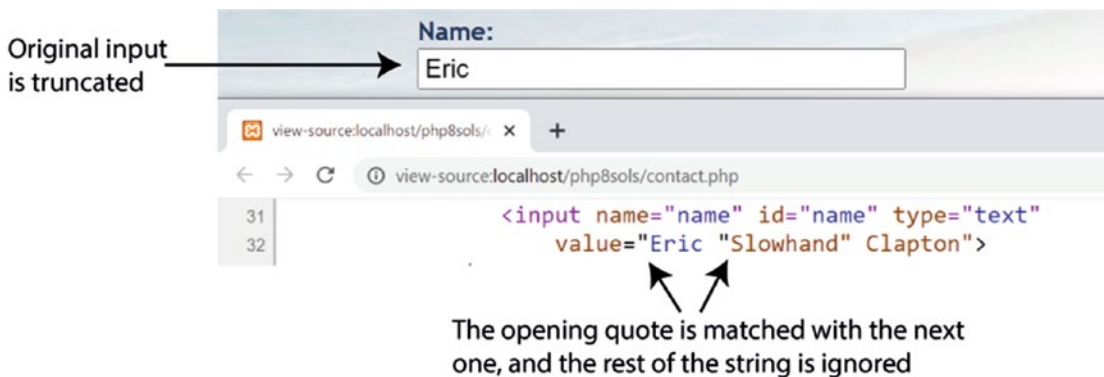 Name:
Original input
is truncated
Eric
view-source:localhost/php8sols/c
view-source:localhost/php8sols/contact.php
31 <input name="name" id="name" type="text"
32 value="Eric "Slowhand" Clapton">
The opening quote is matched with the next
one, and the rest of the string is ignored